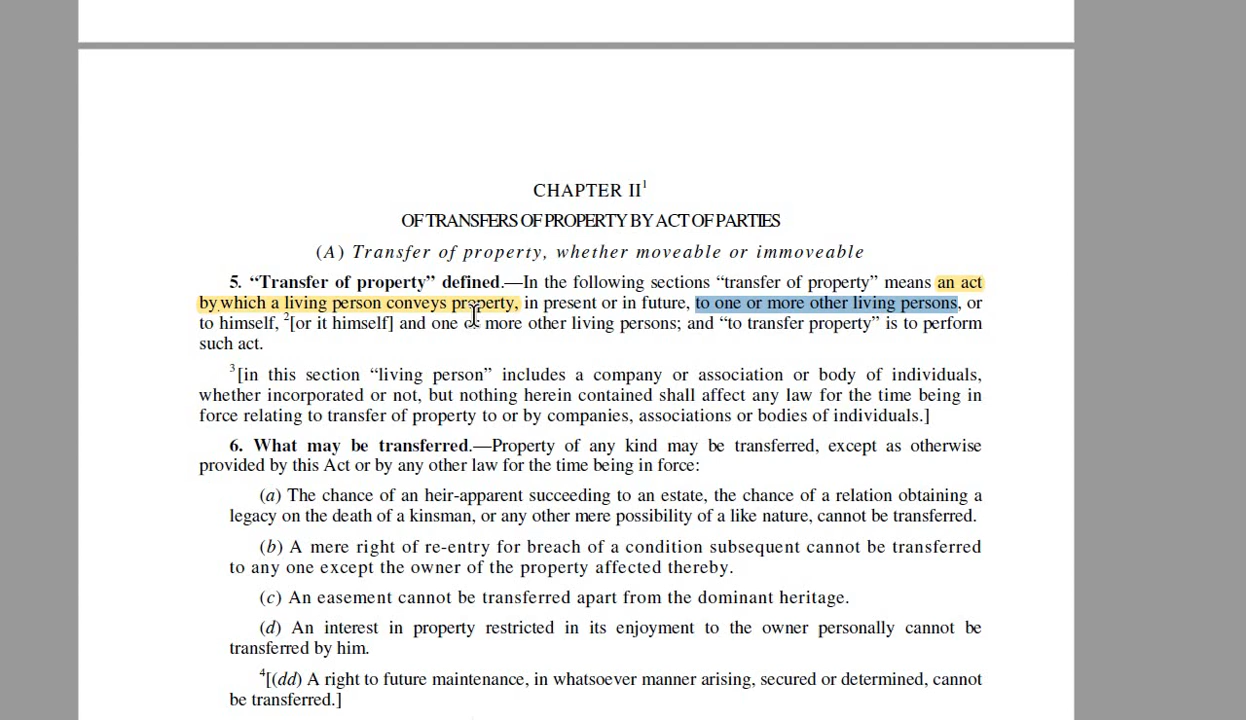 CHAPTER II1
OF TRANSFERS OF PROPERTY BY ACT OF PARTIES
(A) Transfer of property, whether moveable or immoveable
5. “Transfer of property” defined.—In the following sections “transfer of property” means an act
by which a living person conveys property, in present or in future, to one or more other living persons, or
to himself, 2[or it himself] and one or more other living persons; and “to transfer property” is to perform
such act.
3[in this section “living person” includes a company or association or body of individuals,
whether incorporated or not, but nothing herein contained shall affect any law for the time being in
force relating to transfer of property to or by companies, associations or bodies of individuals.]
6. What may be transferred.—Property of any kind may be transferred, except as otherwise
provided by this Act or by any other law for the time being in force:
(a) The chance of an heir-apparent succeeding to an estate, the chance of a relation obtaining a
legacy on the death of a kinsman, or any other mere possibility of a like nature, cannot be transferred.
(b) A mere right of re-entry for breach of a condition subsequent cannot be transferred
to any one except the owner of the property affected thereby.
(c) An easement cannot be transferred apart from the dominant heritage.
(d) An interest in property restricted in its enjoyment to the owner personally cannot be
transferred by him.
4[(dd) A right to future maintenance, in whatsoever manner arising, secured or determined, cannot
be transferred.]